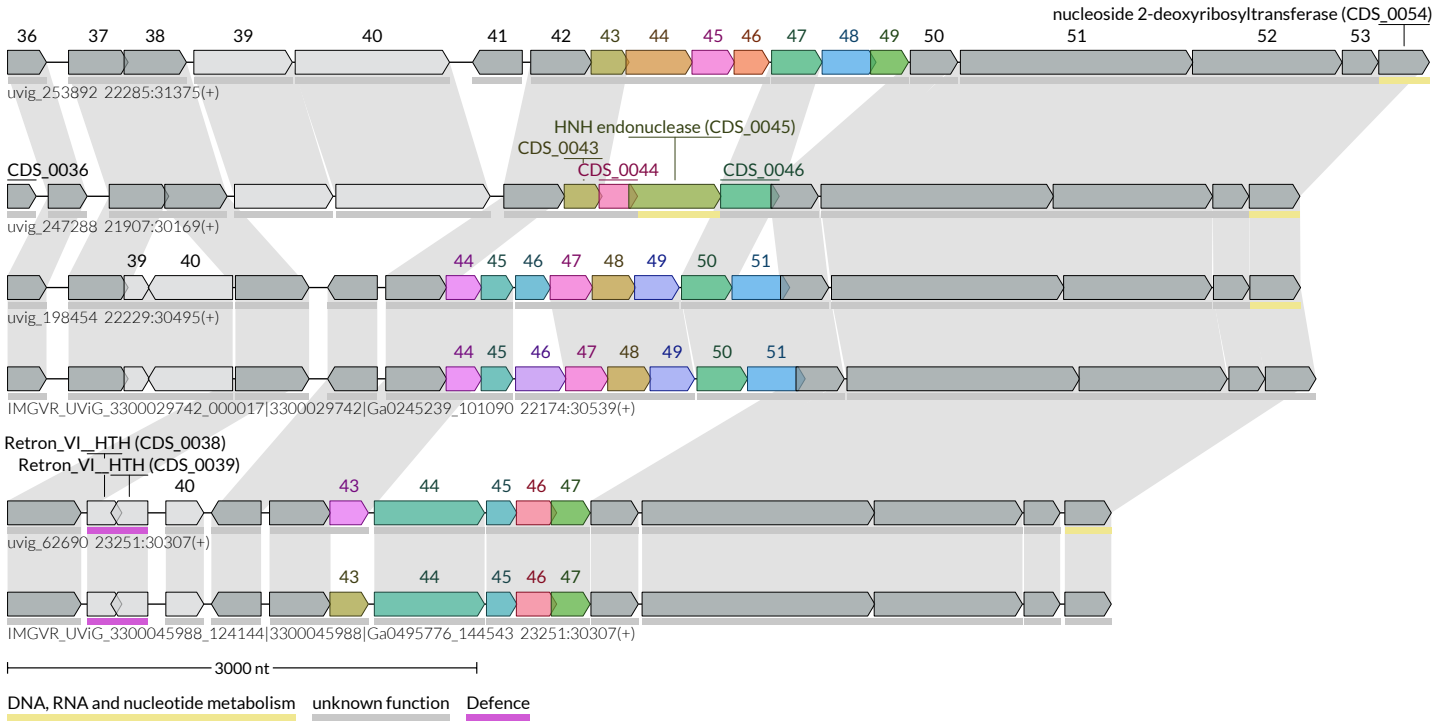 nucleoside 2-deoxyribosyltransferase (CDS_0054)
36 37 38 39 40 41 42 43 44 45 46 47 48 49 50 51 52 53
uvig_253892 22285:31375(+)
HNH endonuclease (CDS_0045)
CDS_0043
CDS_0036 CDS_0044 CDS_0046
uvig_247288 21907:30169(+)
39 40 44 45 46 47 48 49 50 51
uvig_198454 22229:30495(+)
44 45 46 47 48 49 50 51
IMGVR_UViG_3300029742_000017|3300029742|Ga0245239_101090 22174:30539(+)
Retron_VI__HTH (CDS_0038)
Retron_VI__HTH (CDS_0039)
40 43 44 45 46 47
uvig_62690 23251:30307(+)
43 44 45 46 47
IMGVR_UViG_3300045988_124144|3300045988|Ga0495776_144543 23251:30307(+)
3000 nt
DNA, RNA and nucleotide metabolism unknown function Defence